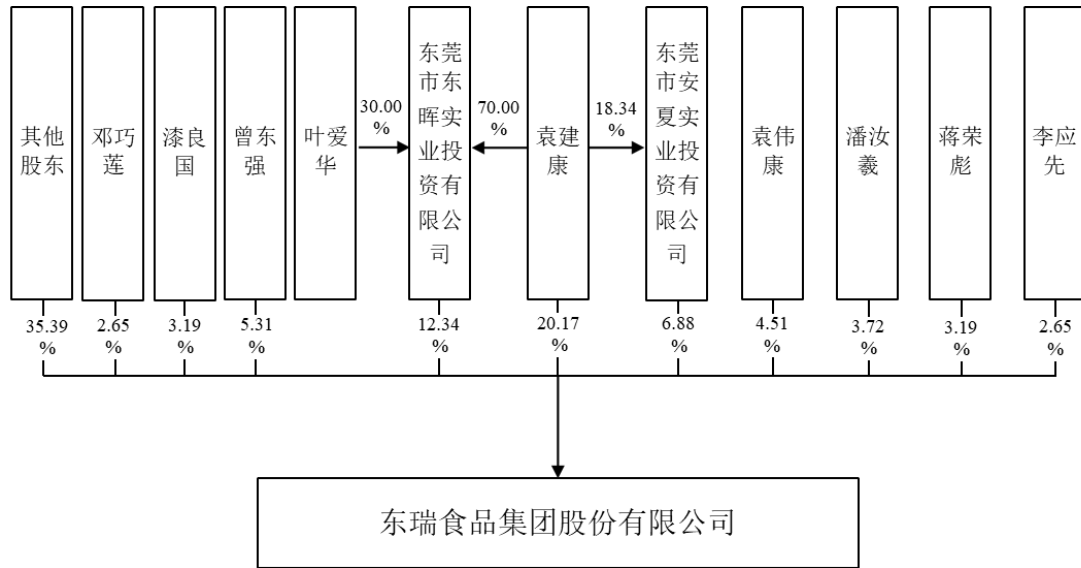 其他
股东
邓巧
莲
漆良
国
曾东
强
叶爱
华
30.00
%
东莞
市东
晖实
业投
资有
限公
司
70.00
%
袁建
康
18.34
%
东莞
市安
夏实
业投
资有
限公
司
袁伟
康
潘汝
羲
蒋荣
彪
李应
先
35.39
%
2.65
%
3.19
%
5.31
%
12.34
%
20.17
%
6.88
%
4.51
%
3.72
%
3.19
%
2.65
%
东瑞食品集团股份有限公司